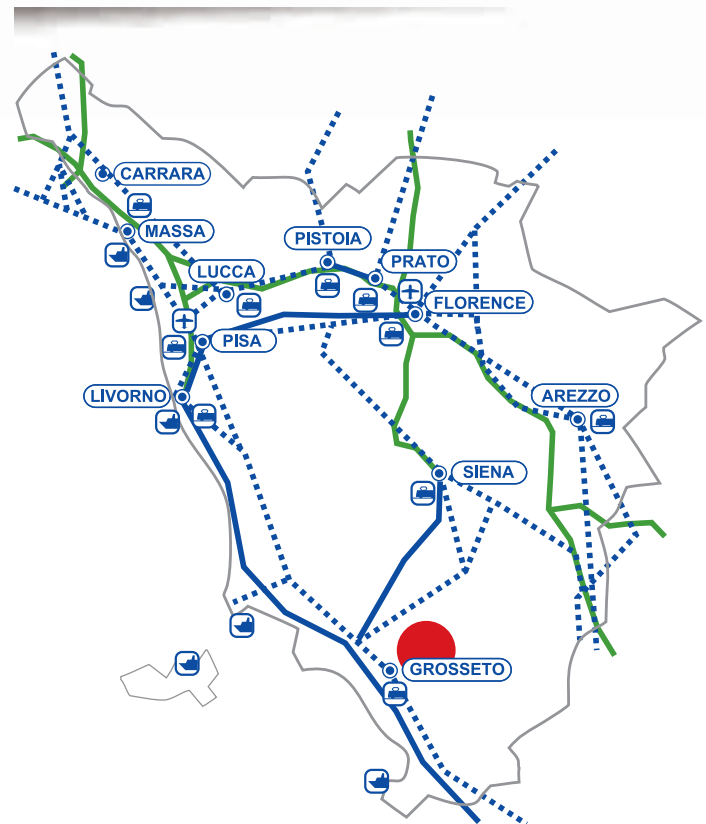 CARRARA
MASSA
PISTOIA
PRATO
LUCCA
FLORENCE
PISA
LIVORNO
AREZZO
SIENA
GROSSETO